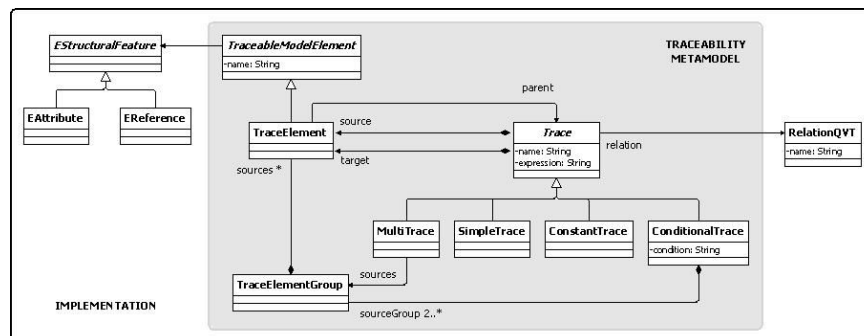 EStructuralFeature
TraceableModelElement
-name: String
TRACEABILITY
METAMODEL
parent
EAttribute
EReference
TraceElement
source
target
sources *
Trace
-name: String
-expression: String
relation
RelationQVT
-name: String
MultiTrace
SimpleTrace
ConstantTrace
ConditionalTrace
-condition: String
TraceElementGroup
sources
sourceGroup 2..*
IMPLEMENTATION